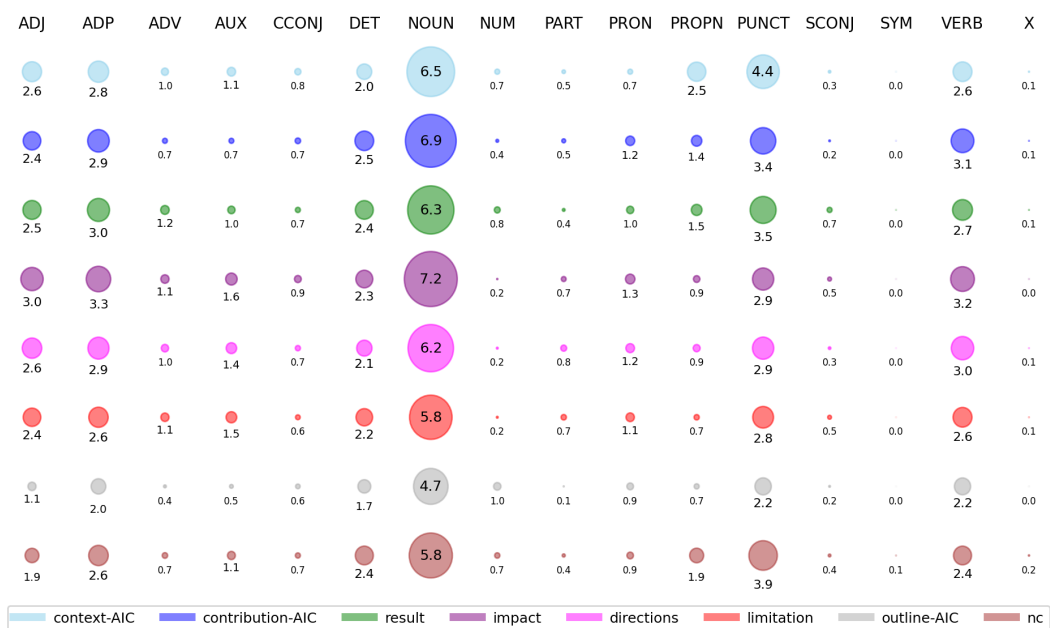 ADJ ADP ADV AUX CCONJ DET NOUN NUM PART PRON PROPN PUNCT SCONJ SYM VERB X
2.6 2.8 1.0 1.1 0.8 2.0 6.5 0.7 0.5 0.7 2.5 4.4 0.3 0.0 2.6 0.1
2.4 2.9 0.7 0.7 0.7 2.5 6.9 0.4 0.5 1.2 1.4 3.4 0.2 0.0 3.1 0.1
2.5 3.0 1.2 1.0 0.7 2.4 6.3 0.8 0.4 1.0 1.5 3.5 0.7 0.0 2.7 0.1
3.0 3.3 1.1 1.6 0.9 2.3 7.2 0.2 0.7 1.3 0.9 2.9 0.5 0.0 3.2 0.0
2.6 2.9 1.0 1.4 0.7 2.1 6.2 0.2 0.8 1.2 0.9 2.9 0.3 0.0 3.0 0.1
2.4 2.6 1.1 1.5 0.6 2.2 5.8 0.2 0.7 1.1 0.7 2.8 0.5 0.0 2.6 0.1
1.1 2.0 0.4 0.5 0.6 1.7 4.7 1.0 0.1 0.9 0.7 2.2 0.2 0.0 2.2 0.0
1.9 2.6 0.7 1.1 0.7 2.4 5.8 0.7 0.4 0.9 1.9 3.9 0.4 0.1 2.4 0.2
context-AIC contribution-AIC result impact directions limitation outline-AIC nc